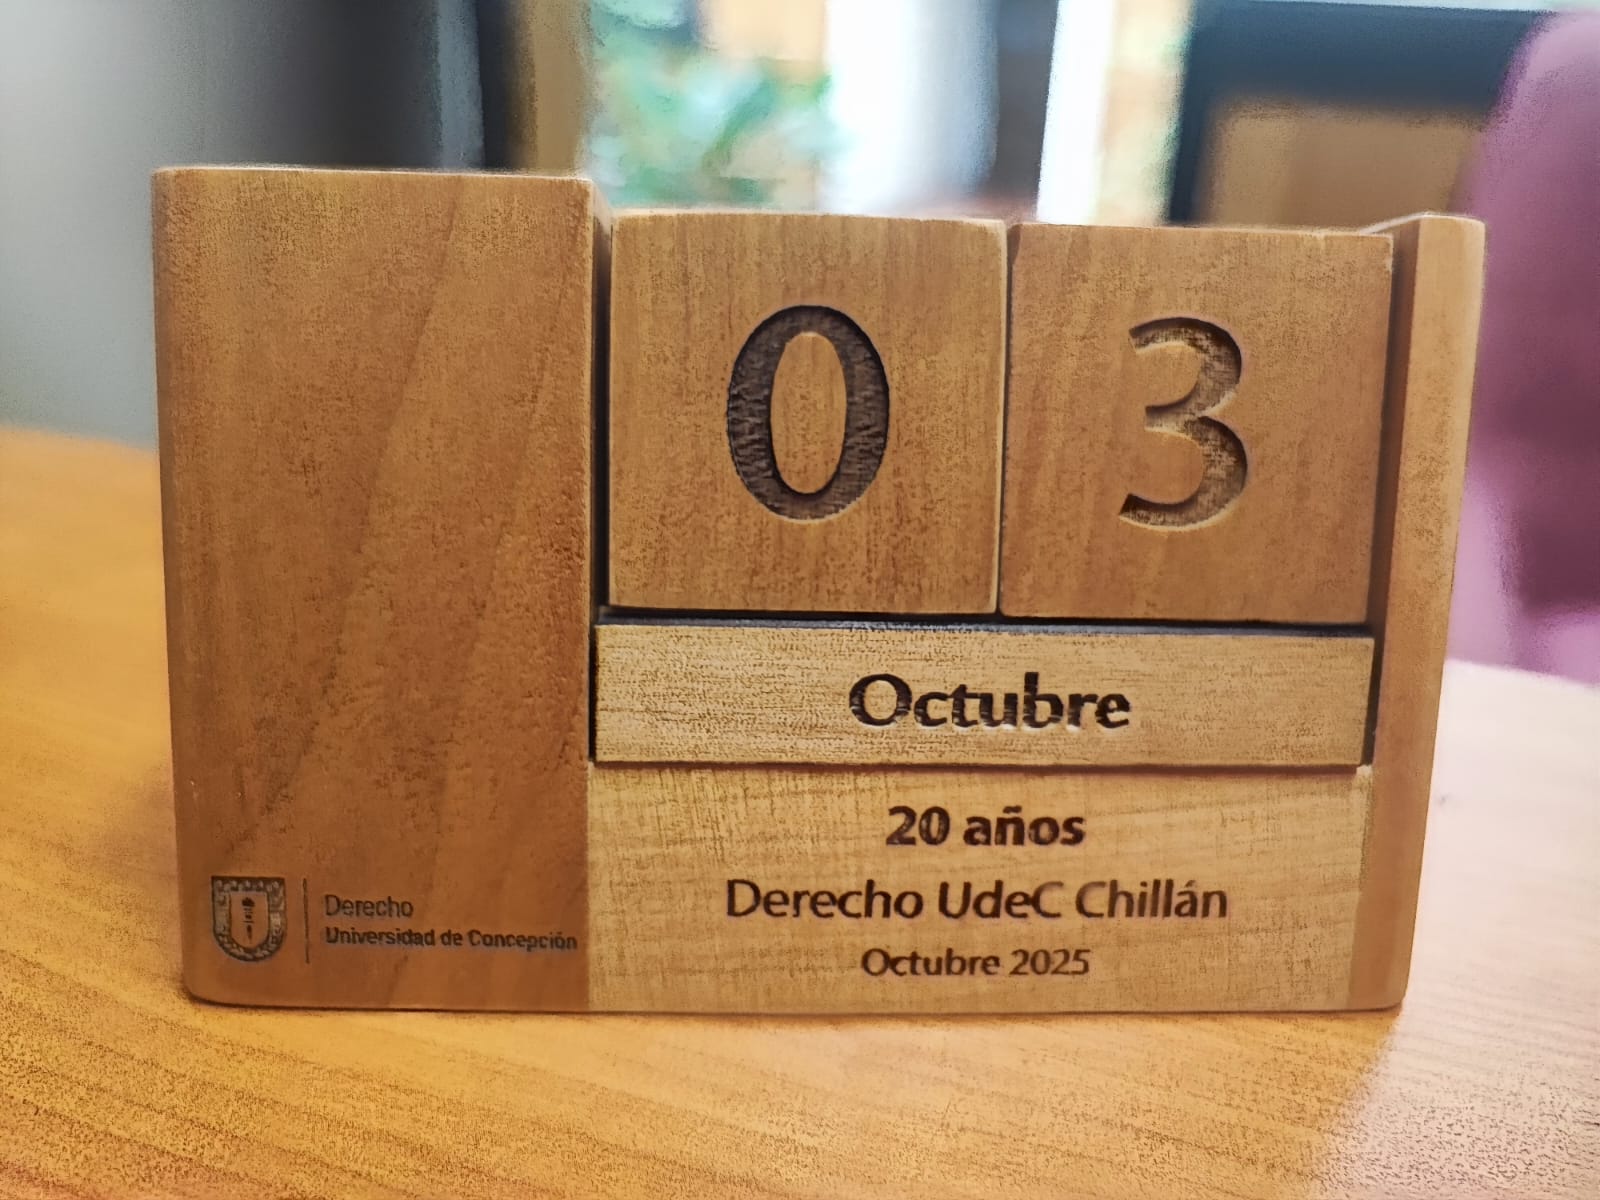 0 3
Octubre
20 años
Derecho UdeC Chillán
Octubre 2025
Derecho
Universidad de Concepción